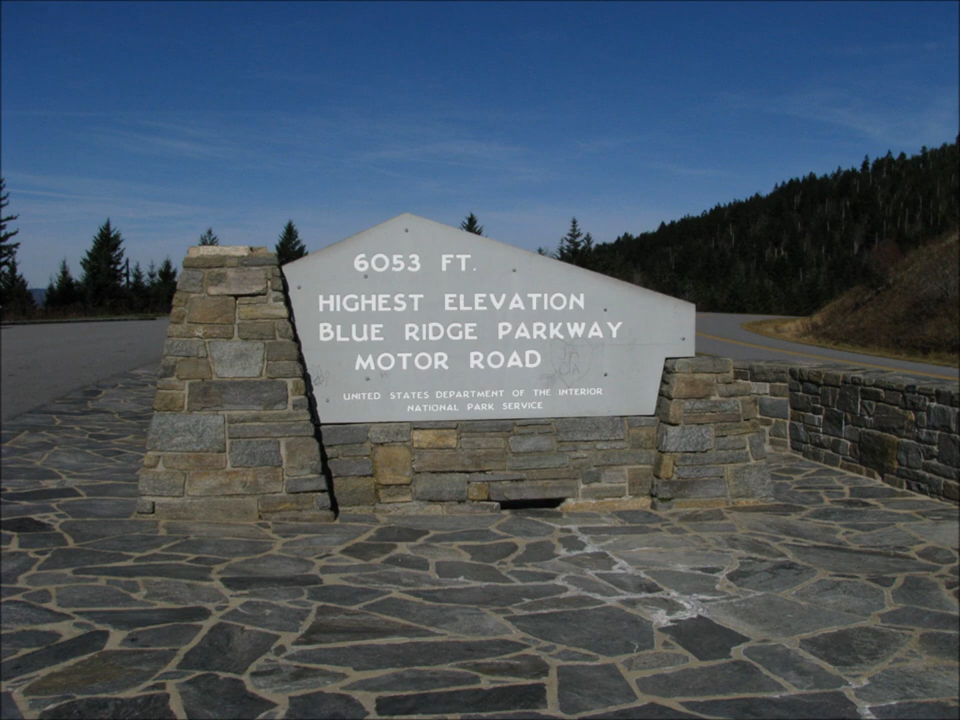 6053 FT.
HIGHEST ELEVATION
BLUE RIDGE PARKWAY
MOTOR ROAD
UNITED STATES DEPARTMENT OF THE INTERIOR
NATIONAL PARK SERVICE